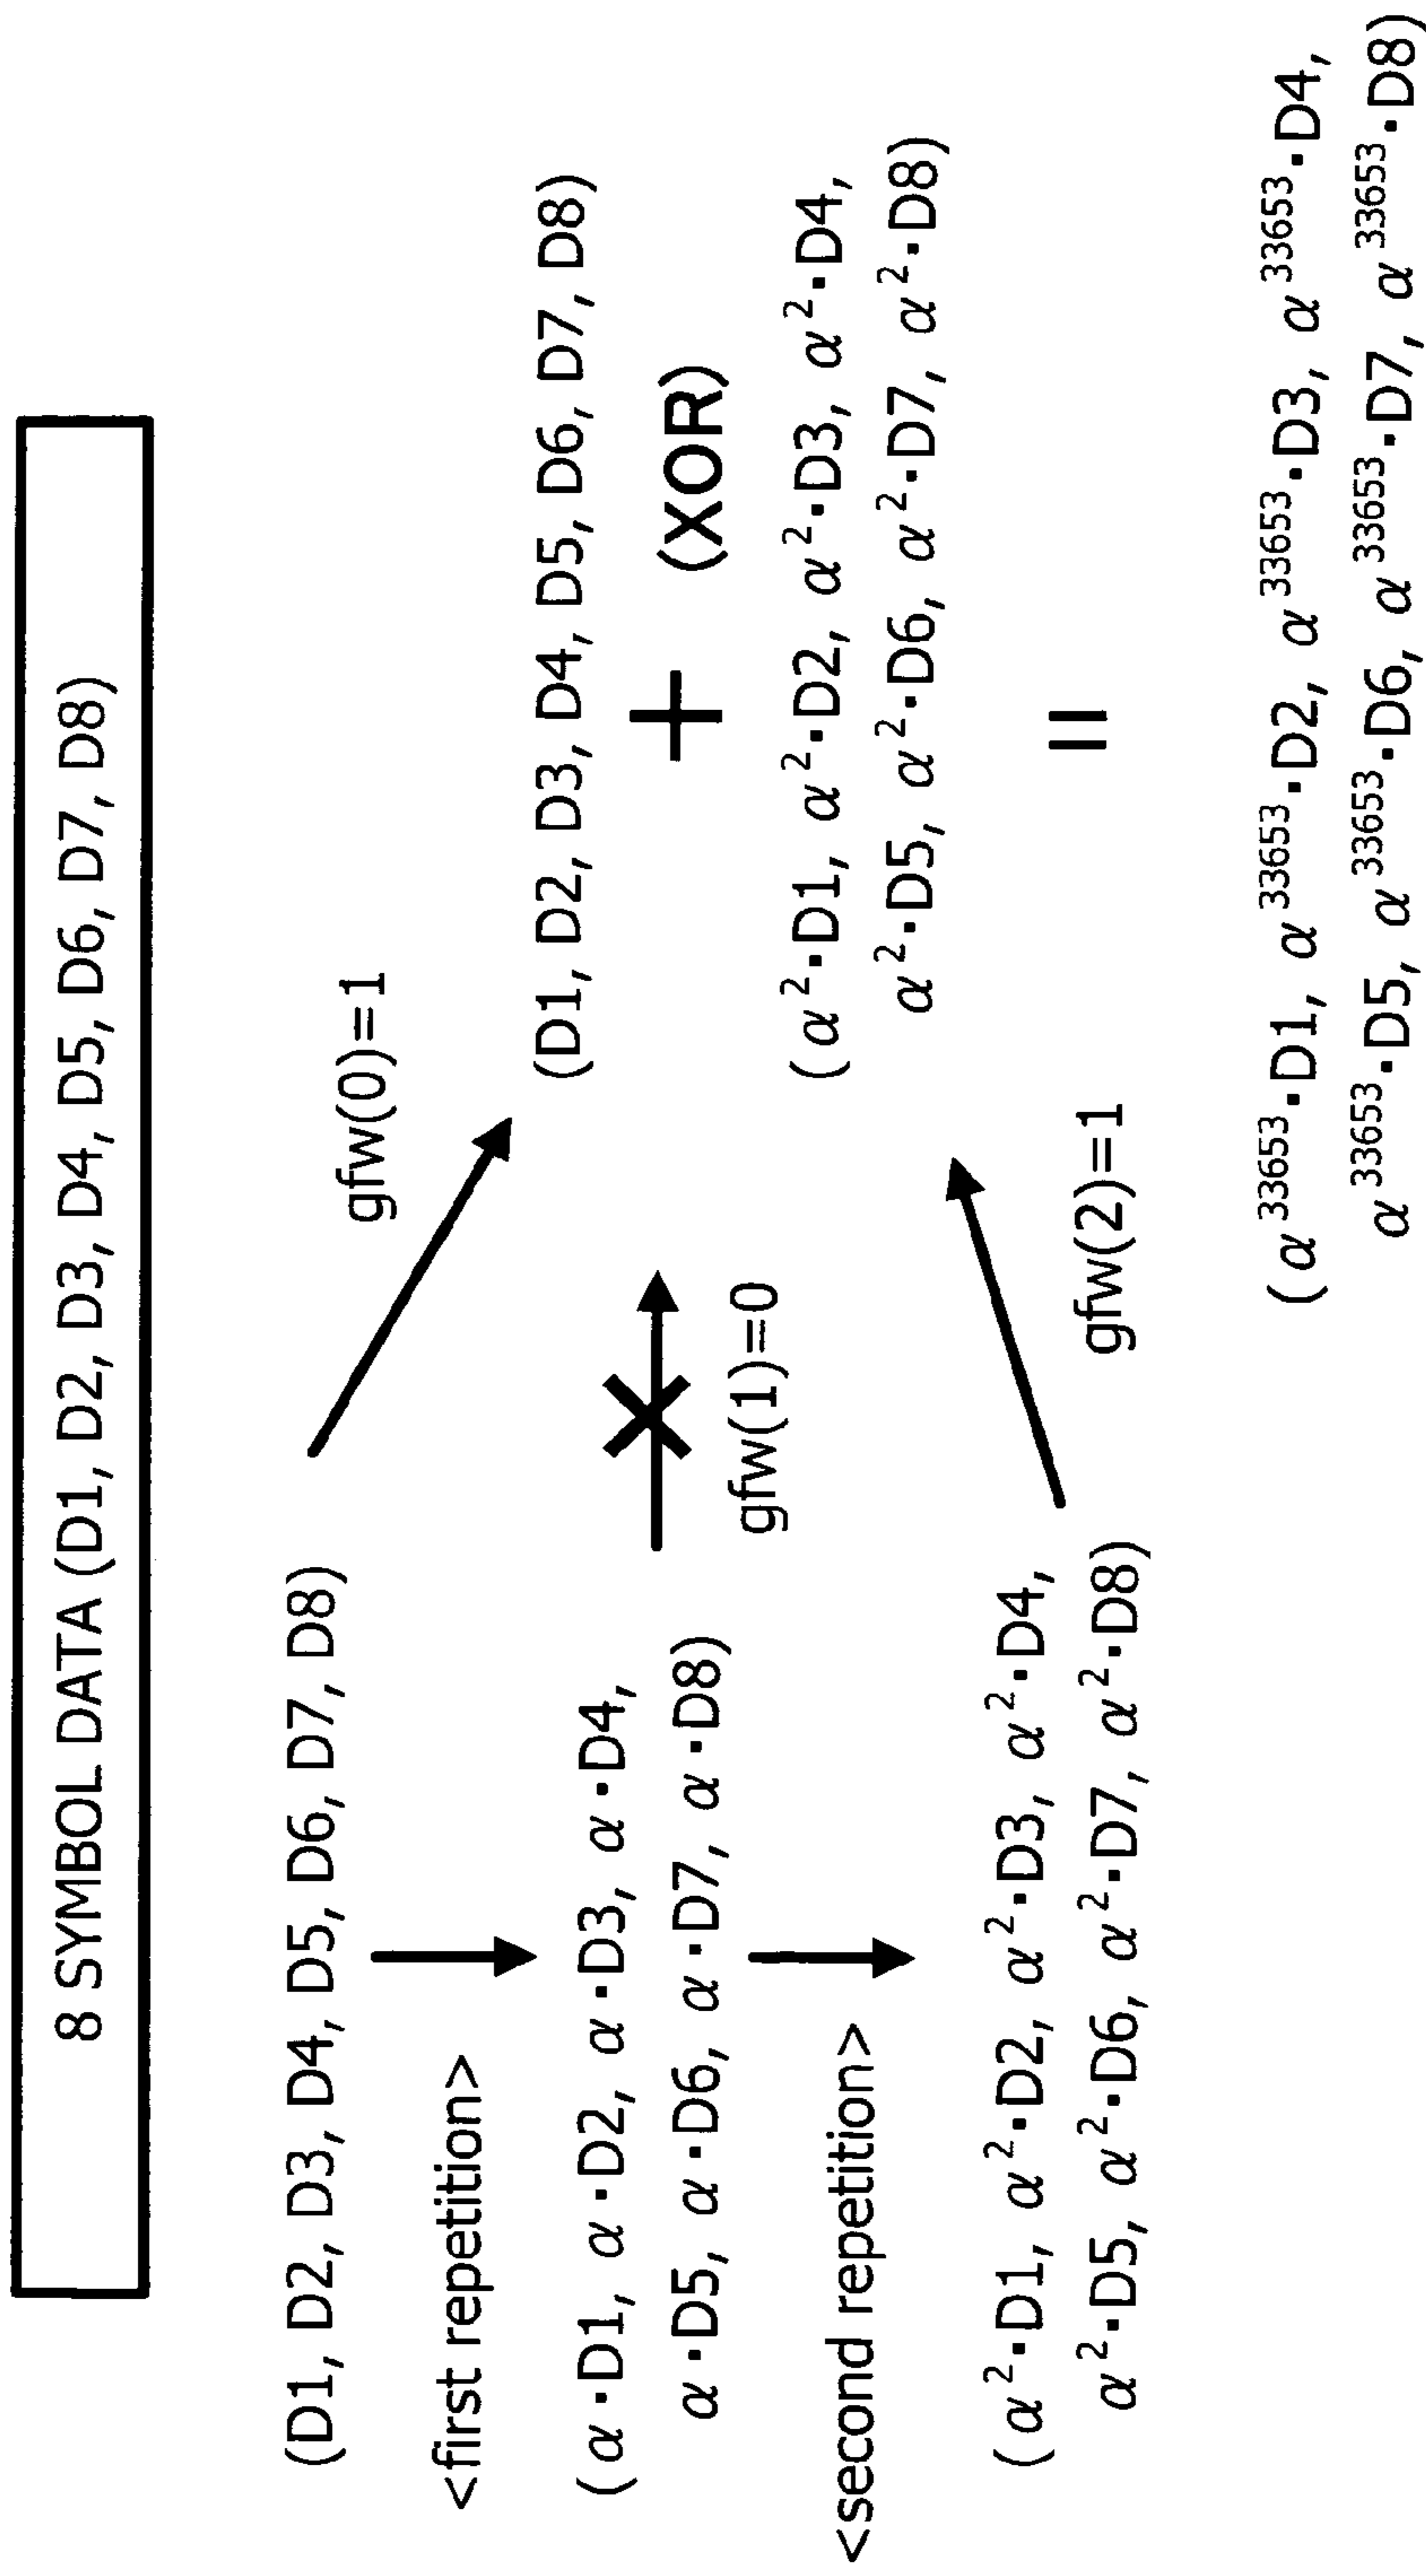 8 SYMBOL DATA (D1, D2, D3, D4, D5, D6, D7, D8)
(D1, D2, D3, D4, D5, D6, D7, D8)
<first repetition>
(α·D1, α·D2, α·D3, α·D4,
α·D5, α·D6, α·D7, α·D8)
<second repetition>
(α²·D1, α²·D2, α²·D3, α²·D4,
α²·D5, α²·D6, α²·D7, α²·D8)
gfw(0)=1
gfw(1)=0
gfw(2)=1
(D1, D2, D3, D4, D5, D6, D7, D8)
+ (XOR)
(α²·D1, α²·D2, α²·D3, α²·D4,
α²·D5, α²·D6, α²·D7, α²·D8)
=
(α³³⁶⁵³·D1, α³³⁶⁵³·D2, α³³⁶⁵³·D3, α³³⁶⁵³·D4,
α³³⁶⁵³·D5, α³³⁶⁵³·D6, α³³⁶⁵³·D7, α³³⁶⁵³·D8)